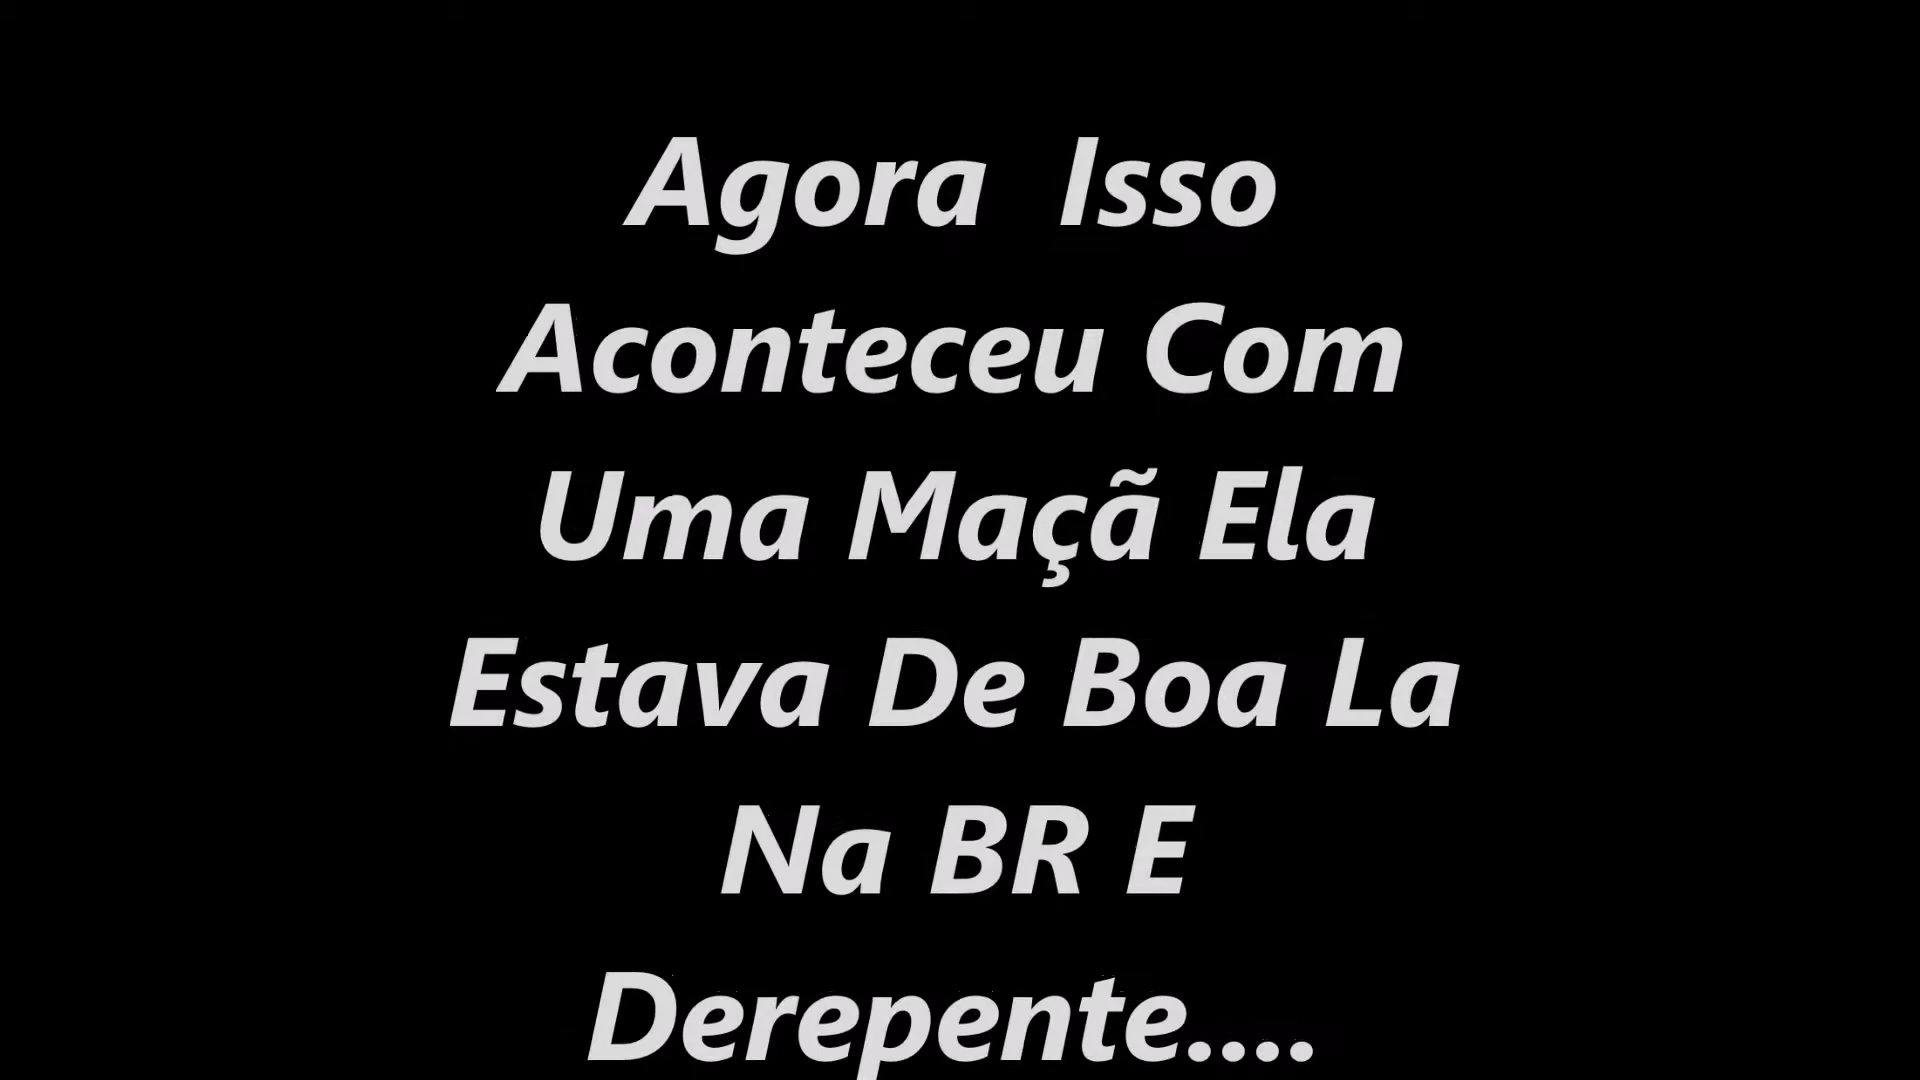 Agora  Isso
Aconteceu Com
Uma Maçã Ela
Estava De Boa La
Na BR E
Derepente....